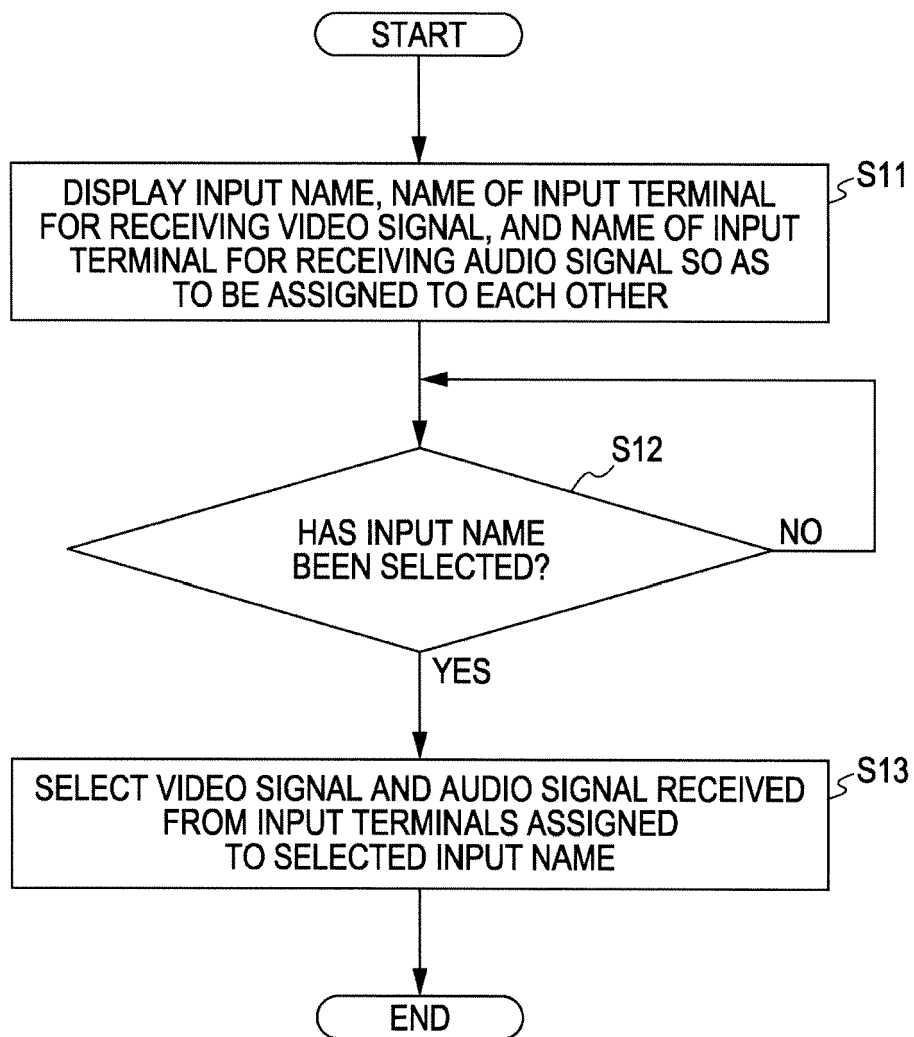 START
S11
DISPLAY INPUT NAME, NAME OF INPUT TERMINAL
FOR RECEIVING VIDEO SIGNAL, AND NAME OF INPUT
TERMINAL FOR RECEIVING AUDIO SIGNAL SO AS
TO BE ASSIGNED TO EACH OTHER
S12
HAS INPUT NAME
BEEN SELECTED?
NO
YES
S13
SELECT VIDEO SIGNAL AND AUDIO SIGNAL RECEIVED
FROM INPUT TERMINALS ASSIGNED
TO SELECTED INPUT NAME
END